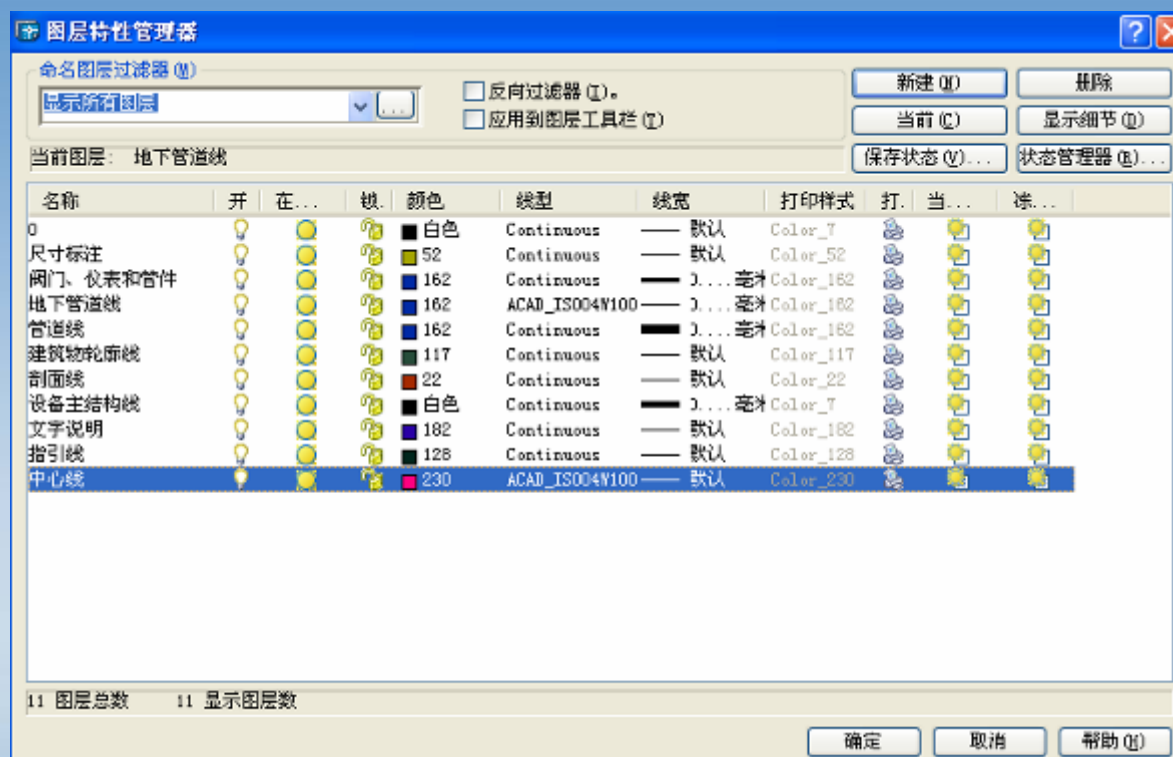 图层特性管理器
命名图层过滤器(M)
显示所有图层
...
反向过滤器(I)。
应用到图层工具栏(T)
新建(N) 删除
当前(C) 显示细节(D)
保存状态(V)... 状态管理器(R)...
当前图层: 地下管道线
名称 开 在... 锁. 颜色 线型 线宽 打印样式 打. 当... 冻...
0 白色 Continuous 默认 Color_7
尺寸标注 52 Continuous 默认 Color_52
阀门、仪表和管件 162 Continuous 0....毫米 Color_162
地下管道线 162 ACAD_ISO04W100 0....毫米 Color_162
管道线 162 Continuous 0....毫米 Color_162
建筑物轮廓线 117 Continuous 默认 Color_117
剖面线 22 Continuous 默认 Color_22
设备主结构线 白色 Continuous 0....毫米 Color_7
文字说明 182 Continuous 默认 Color_182
指引线 128 Continuous 默认 Color_128
中心线 230 ACAD_ISO04W100 默认 Color_230
11 图层总数 11 显示图层数
确定 取消 帮助(H)